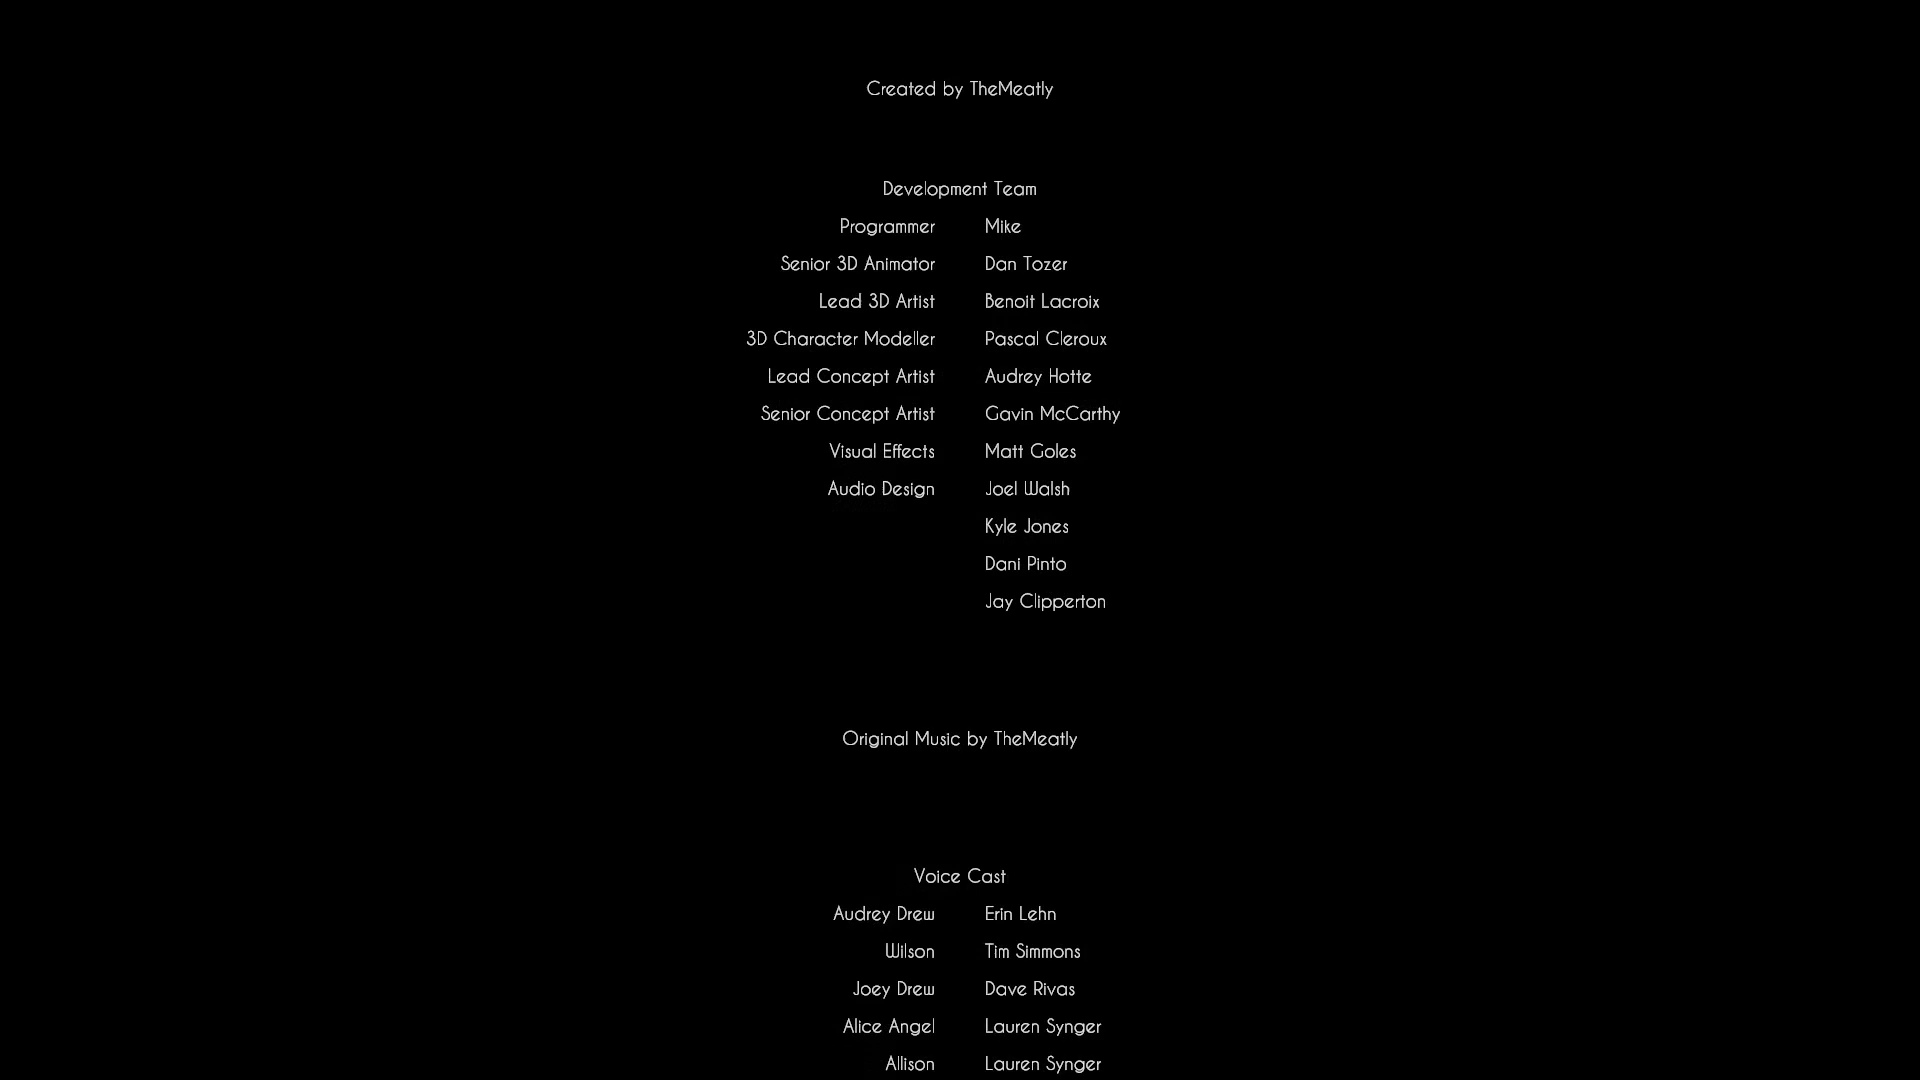 Created by TheMeatly
Development Team
Programmer Mike
Senior 3D Animator Dan Tozer
Lead 3D Artist Benoit Lacroix
3D Character Modeller Pascal Cleroux
Lead Concept Artist Audrey Hotte
Senior Concept Artist Gavin McCarthy
Visual Effects Matt Goles
Audio Design Joel Walsh
Kyle Jones
Dani Pinto
Jay Clipperton
Original Music by TheMeatly
Voice Cast
Audrey Drew Erin Lehn
Wilson Tim Simmons
Joey Drew Dave Rivas
Alice Angel Lauren Synger
Allison Lauren Synger